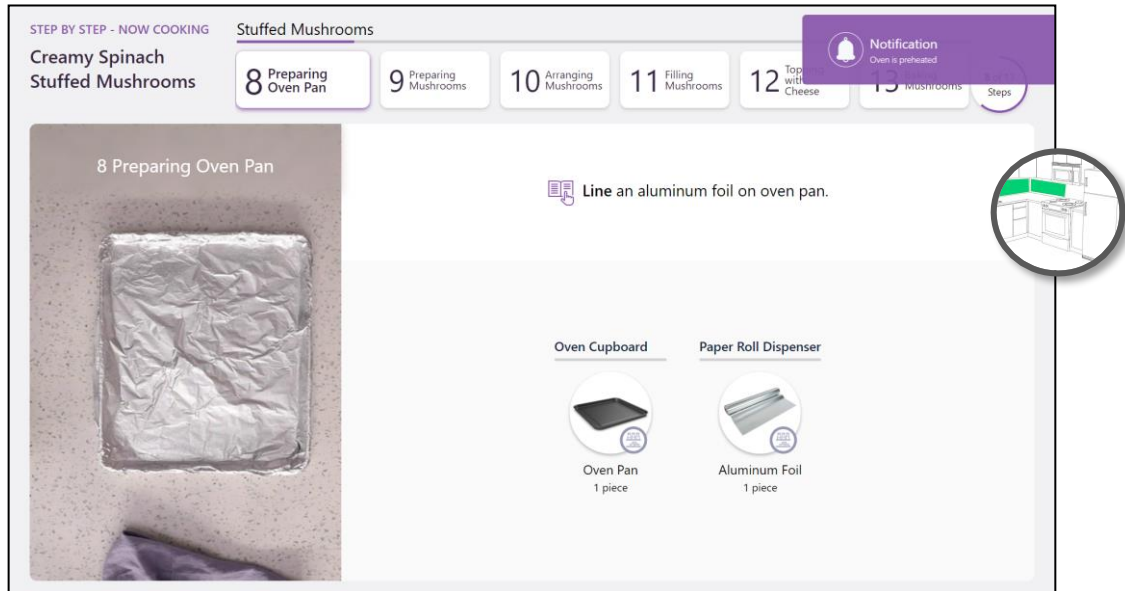 STEP BY STEP - NOW COOKING
Creamy Spinach
Stuffed Mushrooms
Stuffed Mushrooms
8 Preparing
Oven Pan
9 Preparing
Mushrooms
10 Arranging
Mushrooms
11 Filling
Mushrooms
12
with
Cheese
13
Mushrooms
Steps
Notification
Oven is preheated
8 Preparing Oven Pan
Line an aluminum foil on oven pan.
Oven Cupboard
Paper Roll Dispenser
Oven Pan
1 piece
Aluminum Foil
1 piece